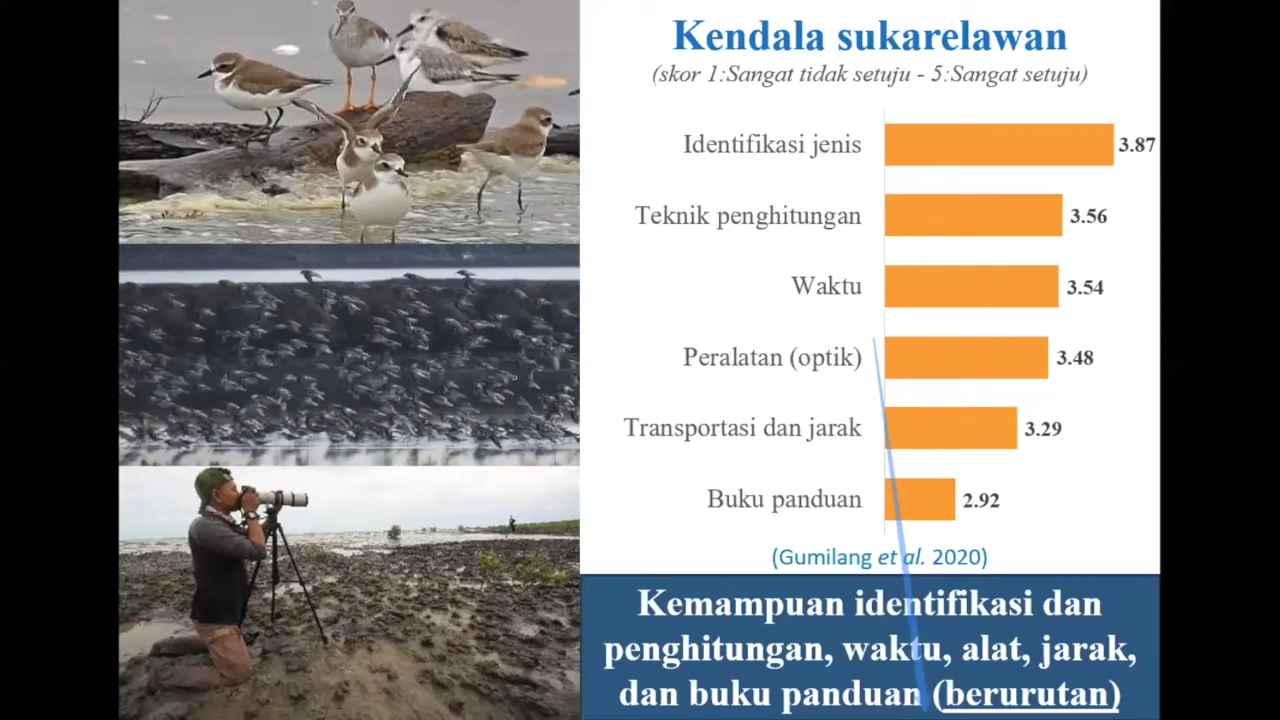 Kendala sukarelawan
(skor 1:Sangat tidak setuju - 5:Sangat setuju)
Identifikasi jenis 3.87
Teknik penghitungan 3.56
Waktu 3.54
Peralatan (optik) 3.48
Transportasi dan jarak 3.29
Buku panduan 2.92
(Gumilang et al. 2020)
Kemampuan identifikasi dan
penghitungan, waktu, alat, jarak,
dan buku panduan (berurutan)